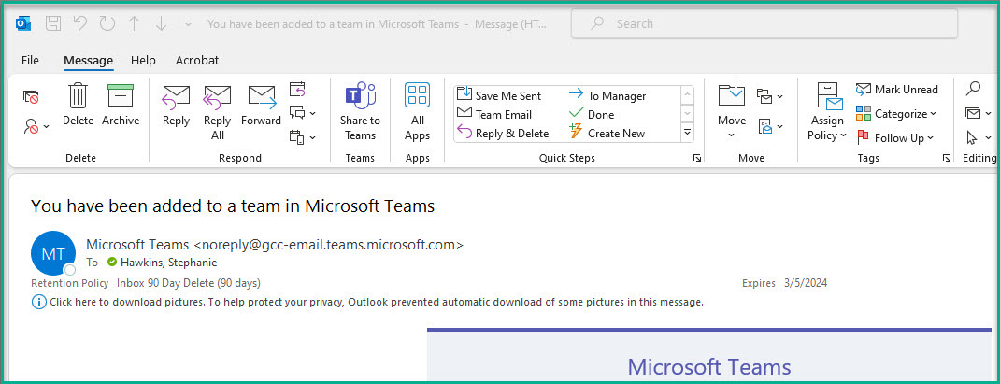 You have been added to a team in Microsoft Teams - Message (HT...
Search
File Message Help Acrobat
Delete Archive Reply Reply All Forward Share to Teams All Apps Move Assign Policy
Save Me Sent To Manager
Team Email Done
Reply & Delete Create New
Mark Unread
Categorize
Follow Up
Delete Respond Teams Apps Quick Steps Move Tags Editing
You have been added to a team in Microsoft Teams
MT
Microsoft Teams <noreply@gcc-email.teams.microsoft.com>
To Hawkins, Stephanie
Retention Policy Inbox 90 Day Delete (90 days) Expires 3/5/2024
Click here to download pictures. To help protect your privacy, Outlook prevented automatic download of some pictures in this message.
Microsoft Teams